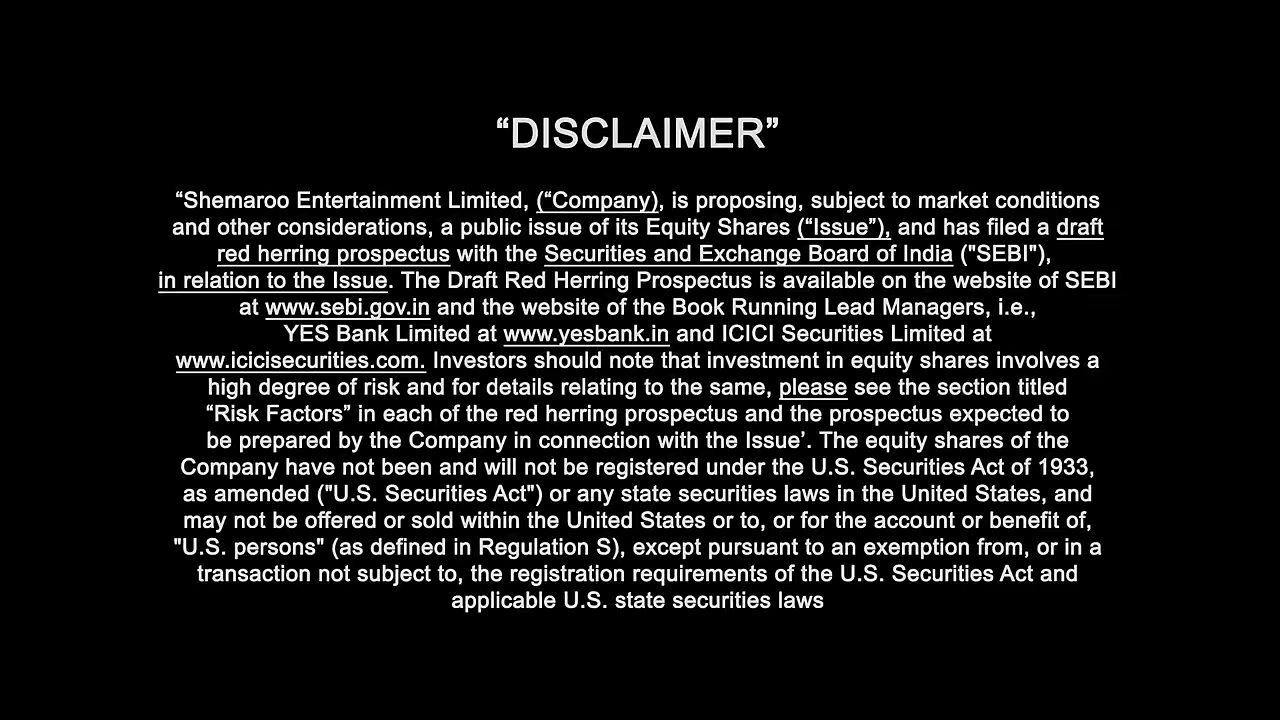 “DISCLAIMER”
“Shemaroo Entertainment Limited, (“Company), is proposing, subject to market conditions
and other considerations, a public issue of its Equity Shares (“Issue”), and has filed a draft
red herring prospectus with the Securities and Exchange Board of India ("SEBI"),
in relation to the Issue. The Draft Red Herring Prospectus is available on the website of SEBI
at www.sebi.gov.in and the website of the Book Running Lead Managers, i.e.,
YES Bank Limited at www.yesbank.in and ICICI Securities Limited at
www.icicisecurities.com. Investors should note that investment in equity shares involves a
high degree of risk and for details relating to the same, please see the section titled
“Risk Factors” in each of the red herring prospectus and the prospectus expected to
be prepared by the Company in connection with the Issue’. The equity shares of the
Company have not been and will not be registered under the U.S. Securities Act of 1933,
as amended ("U.S. Securities Act") or any state securities laws in the United States, and
may not be offered or sold within the United States or to, or for the account or benefit of,
"U.S. persons" (as defined in Regulation S), except pursuant to an exemption from, or in a
transaction not subject to, the registration requirements of the U.S. Securities Act and
applicable U.S. state securities laws